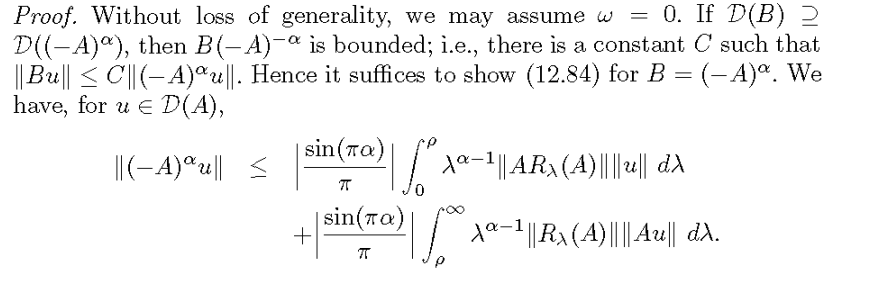 Proof. Without loss of generality, we may assume ω = 0. If 𝒟(B) ⊇
𝒟((−A)^α), then B(−A)^{−α} is bounded; i.e., there is a constant C such that
‖Bu‖ ≤ C‖(−A)^α u‖. Hence it suffices to show (12.84) for B = (−A)^α. We
have, for u ∈ 𝒟(A),
‖(−A)^α u‖ ≤ |sin(πα)/π| ∫_0^ρ λ^{α−1}‖AR_λ(A)‖‖u‖ dλ
+|sin(πα)/π| ∫_ρ^∞ λ^{α−1}‖R_λ(A)‖‖Au‖ dλ.